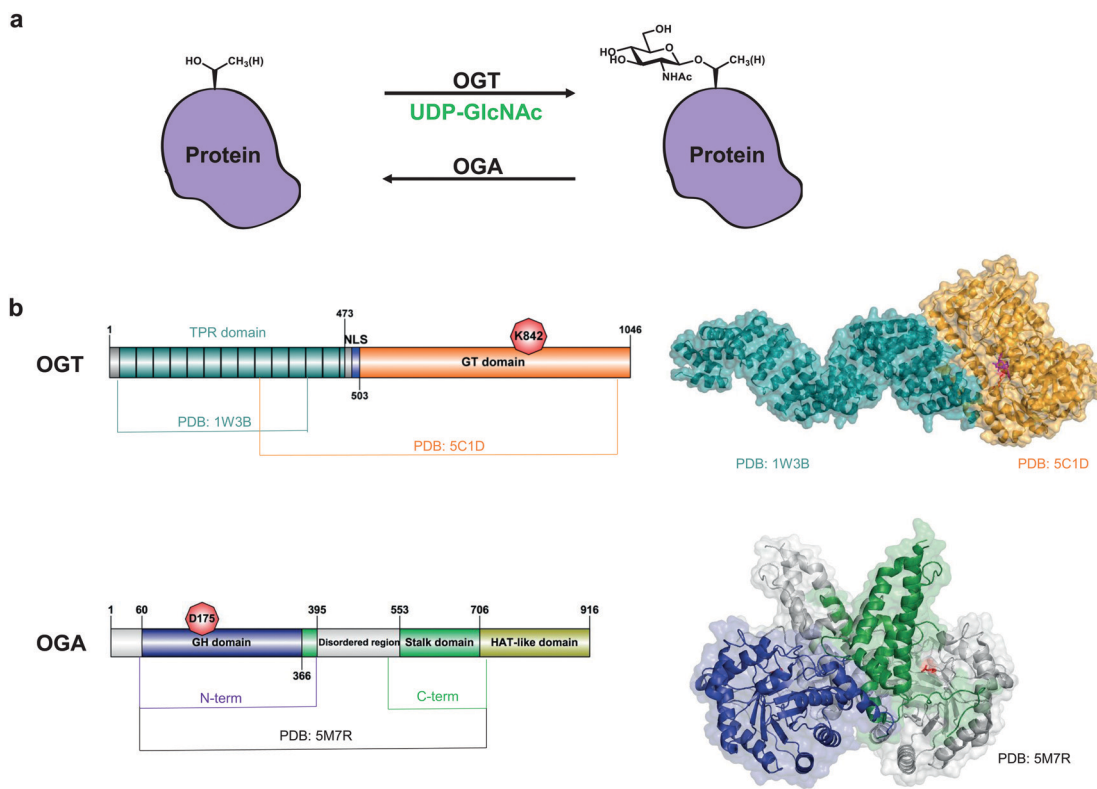 a
HO
CH₃(H)
Protein
OGT
UDP-GlcNAc
OGA
OH
HO
HO
O
O
NHAc
CH₃(H)
Protein
b
OGT
1
TPR domain
473
NLS
K842
1046
GT domain
503
PDB: 1W3B
PDB: 5C1D
PDB: 1W3B
PDB: 5C1D
OGA
1
60
D175
395
553
706
916
GH domain
Disordered region
Stalk domain
HAT-like domain
366
N-term
C-term
PDB: 5M7R
PDB: 5M7R